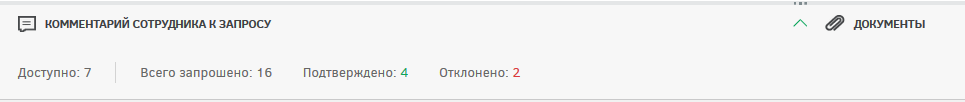 КОММЕНТАРИЙ СОТРУДНИКА К ЗАПРОСУ ДОКУМЕНТЫ
Доступно: 7 Всего запрошено: 16 Подтверждено: 4 Отклонено: 2